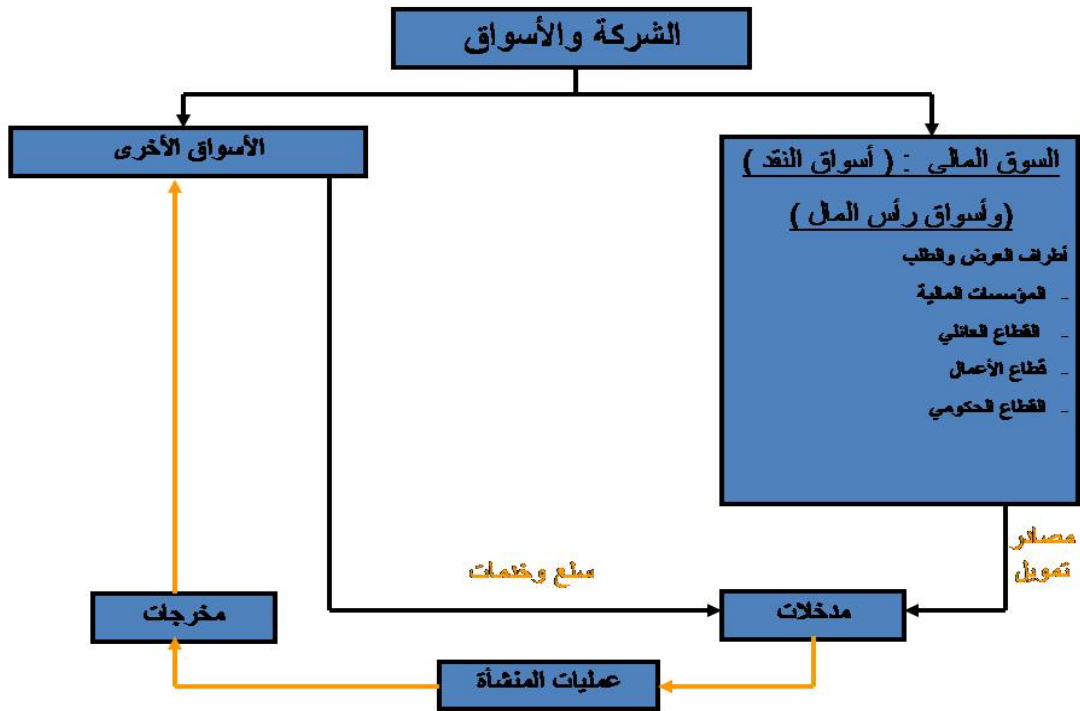 الشركة والأسواق
السوق المالى : ( أسواق النقد )
(وأسواق رأس المال )
أطراف العرض والطلب
- المؤسسات المالية
- القطاع العائلي
- قطاع الأعمال
- القطاع الحكومي
الأسواق الأخرى
مصادر
تمويل
سلع وخدمات
مدخلات
مخرجات
عمليات المنشأة